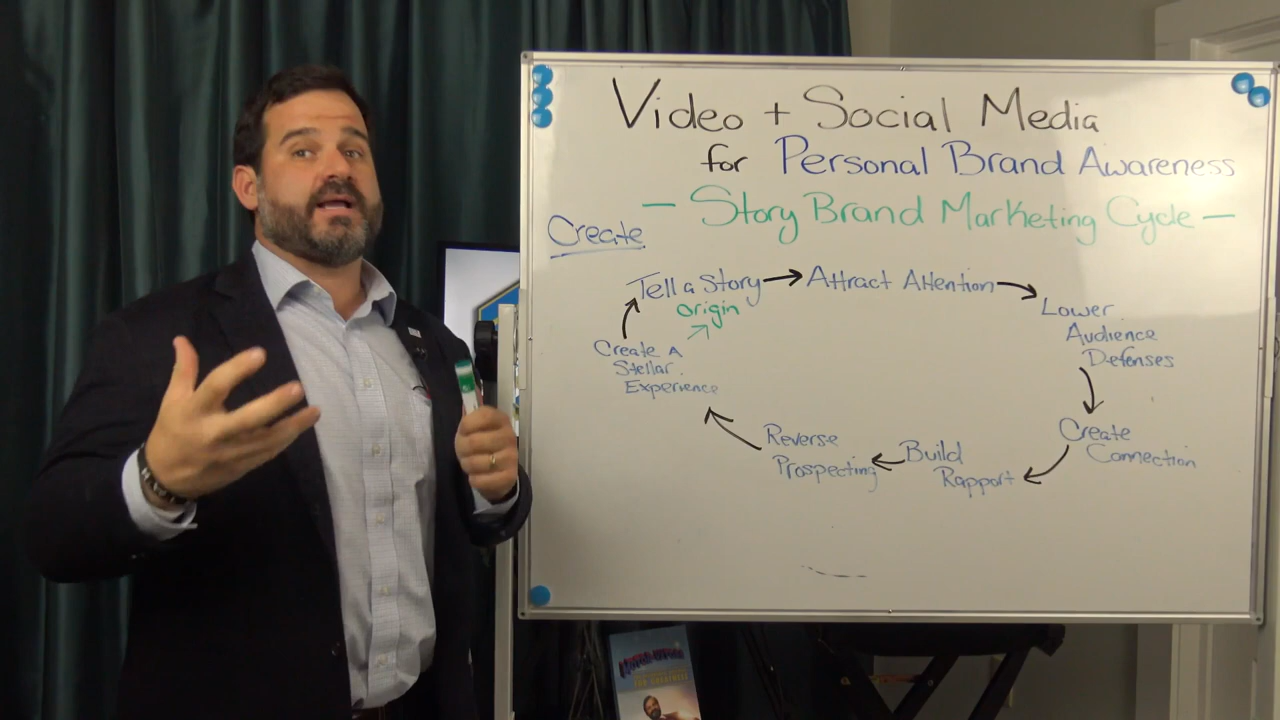 Video + Social Media
for Personal Brand Awareness
- Story Brand Marketing Cycle -
Create
Tell a Story
origin
Attract Attention
Lower
Audience
Defenses
Create
Connection
Build
Rapport
Reverse
Prospecting
Create A
Stellar
Experience